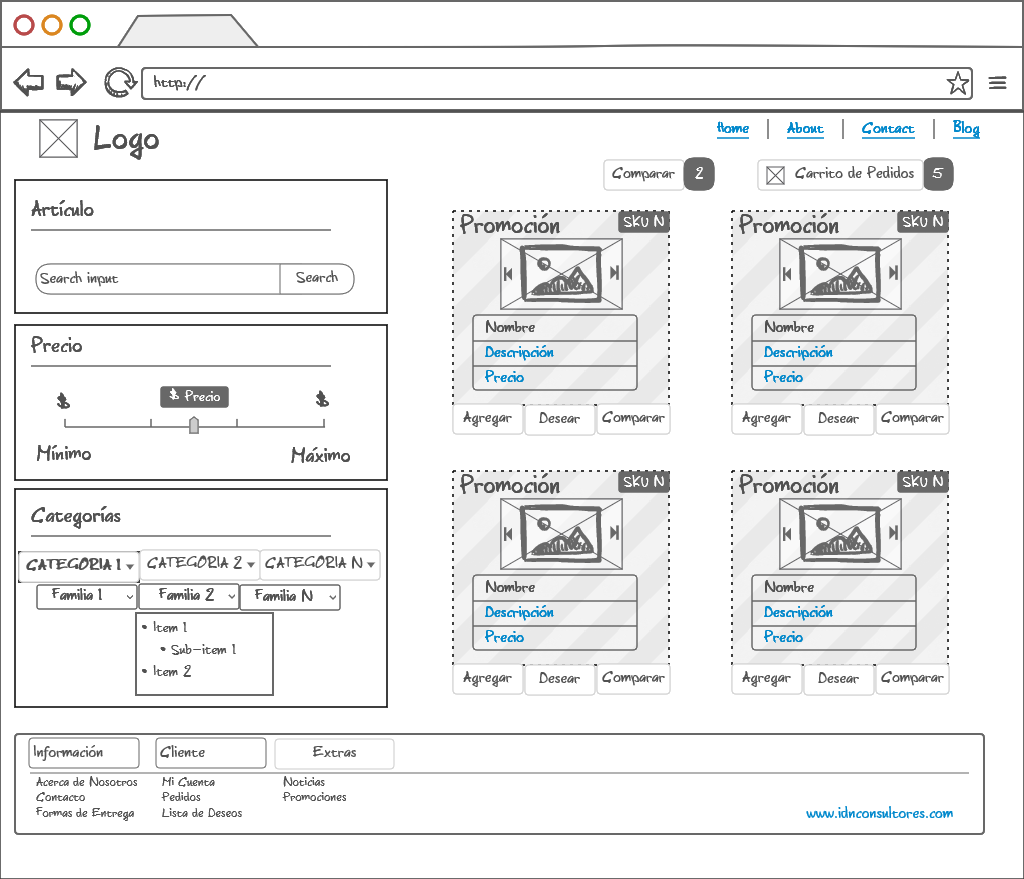 http://
Logo
Home About Contact Blog
Comparar 2 Carrito de Pedidos 5
Artículo
Search input Search
Precio
$ $ Precio $
Mínimo Máximo
Categorías
CATEGORIA 1 CATEGORIA 2 CATEGORIA N
Familia 1 Familia 2 Familia N
• Item 1
• Sub-item 1
• Item 2
Promoción SKU N
Nombre
Descripción
Precio
Agregar Desear Comparar
Promoción SKU N
Nombre
Descripción
Precio
Agregar Desear Comparar
Promoción SKU N
Nombre
Descripción
Precio
Agregar Desear Comparar
Promoción SKU N
Nombre
Descripción
Precio
Agregar Desear Comparar
Información
Acerca de Nosotros
Contacto
Formas de Entrega
Cliente
Mi Cuenta
Pedidos
Lista de Deseos
Extras
Noticias
Promociones
www.idnconsultores.com